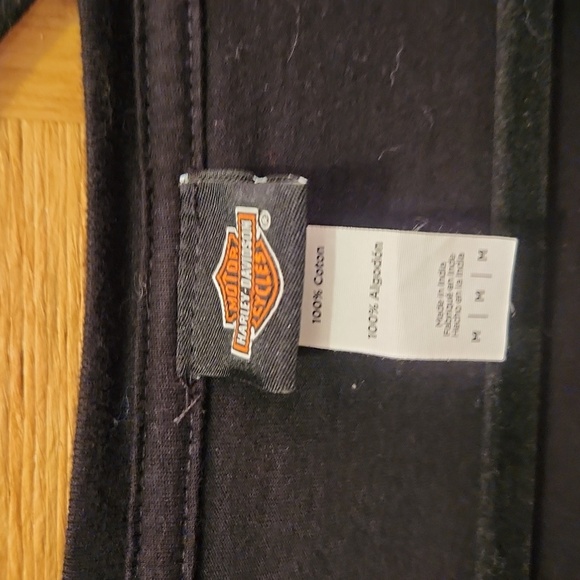 MOTOR
HARLEY-DAVIDSON
CYCLES
®
100% Coton
100% Algodón
Made in India
Fabriqué en Inde
Hecho en la India
M | M | M